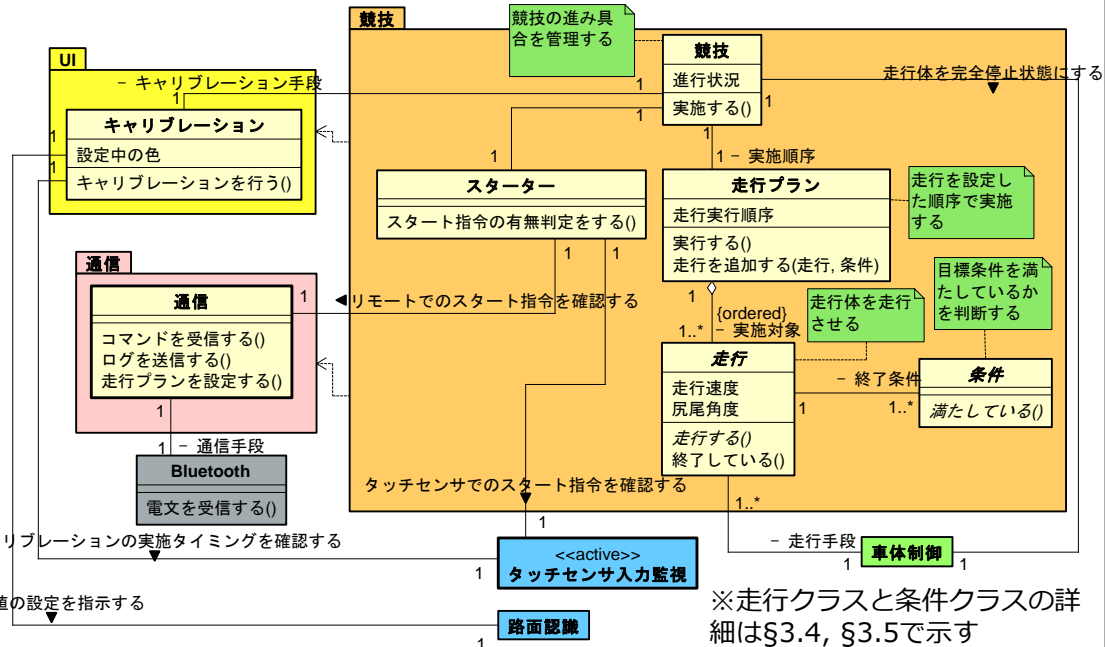 競技
競技の進み具
合を管理する
競技
進行状況
実施する()
走行体を完全停止状態にする
1
1
UI
- キャリブレーション手段
1
キャリブレーション
設定中の色
キャリブレーションを行う()
1
1
1
1
1 - 実施順序
スターター
スタート指令の有無判定をする()
1
1
1
走行プラン
走行実行順序
実行する()
走行を追加する(走行, 条件)
走行を設定し
た順序で実施
する
通信
通信
コマンドを受信する()
ログを送信する()
走行プランを設定する()
1
リモートでのスタート指令を確認する
1
{ordered}
1..* - 実施対象
走行体を走行
させる
目標条件を満
たしているか
を判断する
走行
走行速度
尻尾角度
走行する()
終了している()
- 終了条件
1
1..*
条件
満たしている()
1
1 - 通信手段
Bluetooth
電文を受信する()
タッチセンサでのスタート指令を確認する
1
1..*
- 走行手段
1
車体制御
1
リブレーションの実施タイミングを確認する
1
<<active>>
タッチセンサ入力監視
値の設定を指示する
1
路面認識
※走行クラスと条件クラスの詳
細は§3.4, §3.5で示す